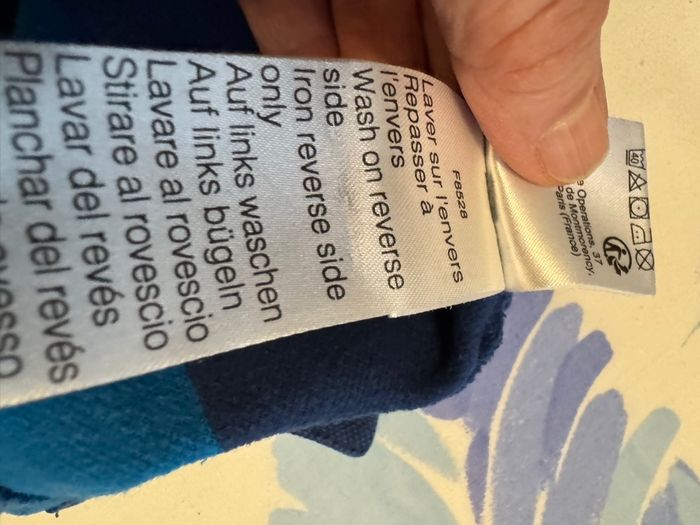 40
Operations, 37
de Montmorency,
Paris (France)
F8528
Laver sur l'envers
Repasser à
l'envers
Wash on reverse
side
Iron reverse side
only
Auf links waschen
Auf links bügeln
Lavare al rovescio
Stirare al rovescio
Lavar del revés
Planchar del revés